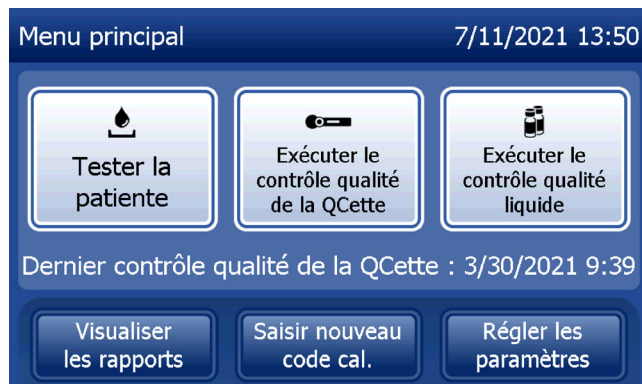 Menu principal 7/11/2021 13:50
Tester la
patiente
Exécuter le
contrôle qualité
de la QCette
Exécuter le
contrôle qualité
liquide
Dernier contrôle qualité de la QCette : 3/30/2021 9:39
Visualiser
les rapports
Saisir nouveau
code cal.
Régler les
paramètres